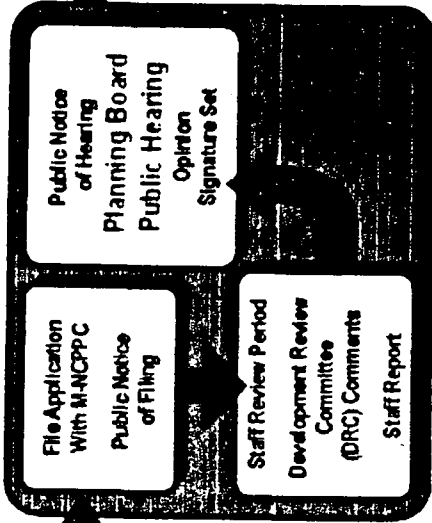 File Application
With M-NCPPC
Public Notice
of Filing
Staff Review Period
Development Review
Committee
(DRC) Comments
Staff Report
Public Notice
of Hearing
Planning Board
Public Hearing
Opinion
Signature Set